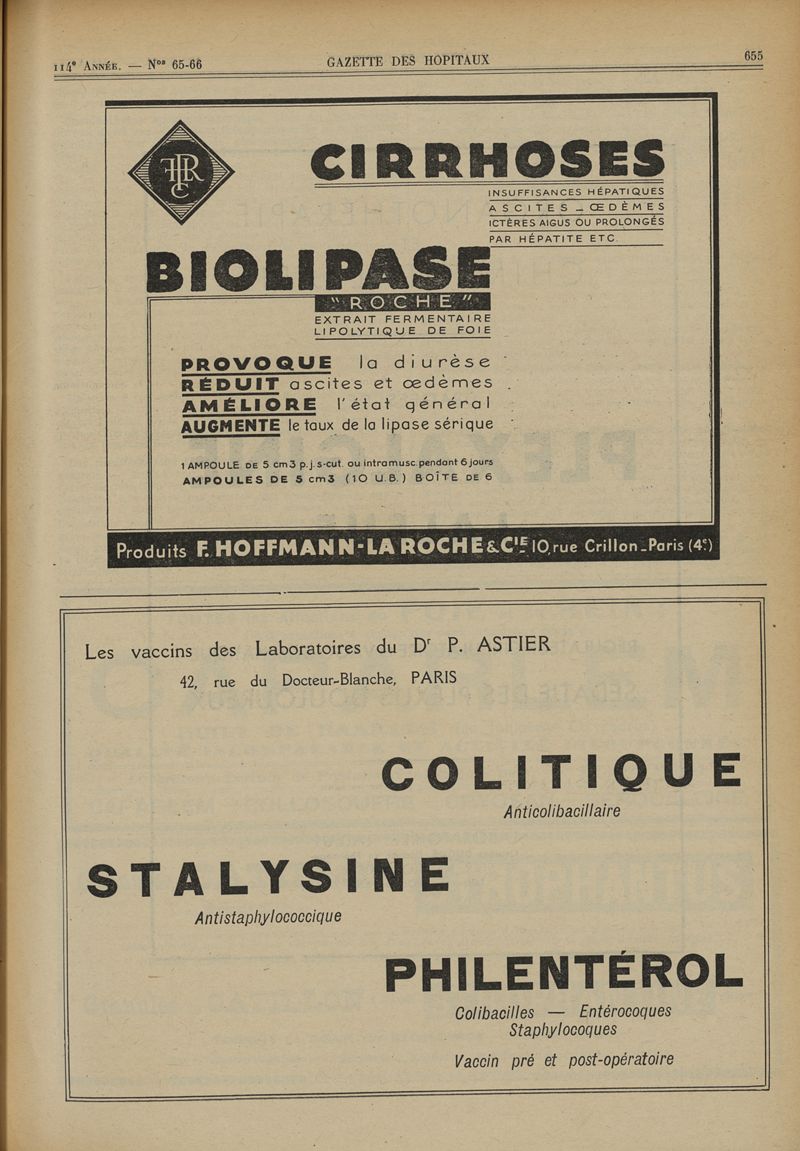 114e ANNÉE. — Nos 65-66
GAZETTE DES HOPITAUX
655
CIRRHOSES
INSUFFISANCES HÉPATIQUES
ASCITES - ŒDÈMES
ICTÈRES AIGUS OU PROLONGÉS
PAR HÉPATITE ETC.
BIOLIPASE
"ROCHE"
EXTRAIT FERMENTAIRE
LIPOLYTIQUE DE FOIE
PROVOQUE la diurèse
RÉDUIT ascites et œdèmes
AMÉLIORE l'état général
AUGMENTE le taux de la lipase sérique
1 AMPOULE DE 5 cm3 p.j. s-cut. ou intramusc. pendant 6 jours
AMPOULES DE 5 cm3 (10 U.B.) BOÎTE DE 6
Produits F. HOFFMANN-LA ROCHE & CIE 10, rue Crillon_Paris (4e)
Les vaccins des Laboratoires du Dr P. ASTIER
42, rue du Docteur-Blanche, PARIS
COLITIQUE
Anticolibacillaire
STALYSINE
Antistaphylococcique
PHILENTÉROL
Colibacilles — Entérocoques
Staphylocoques
Vaccin pré et post-opératoire